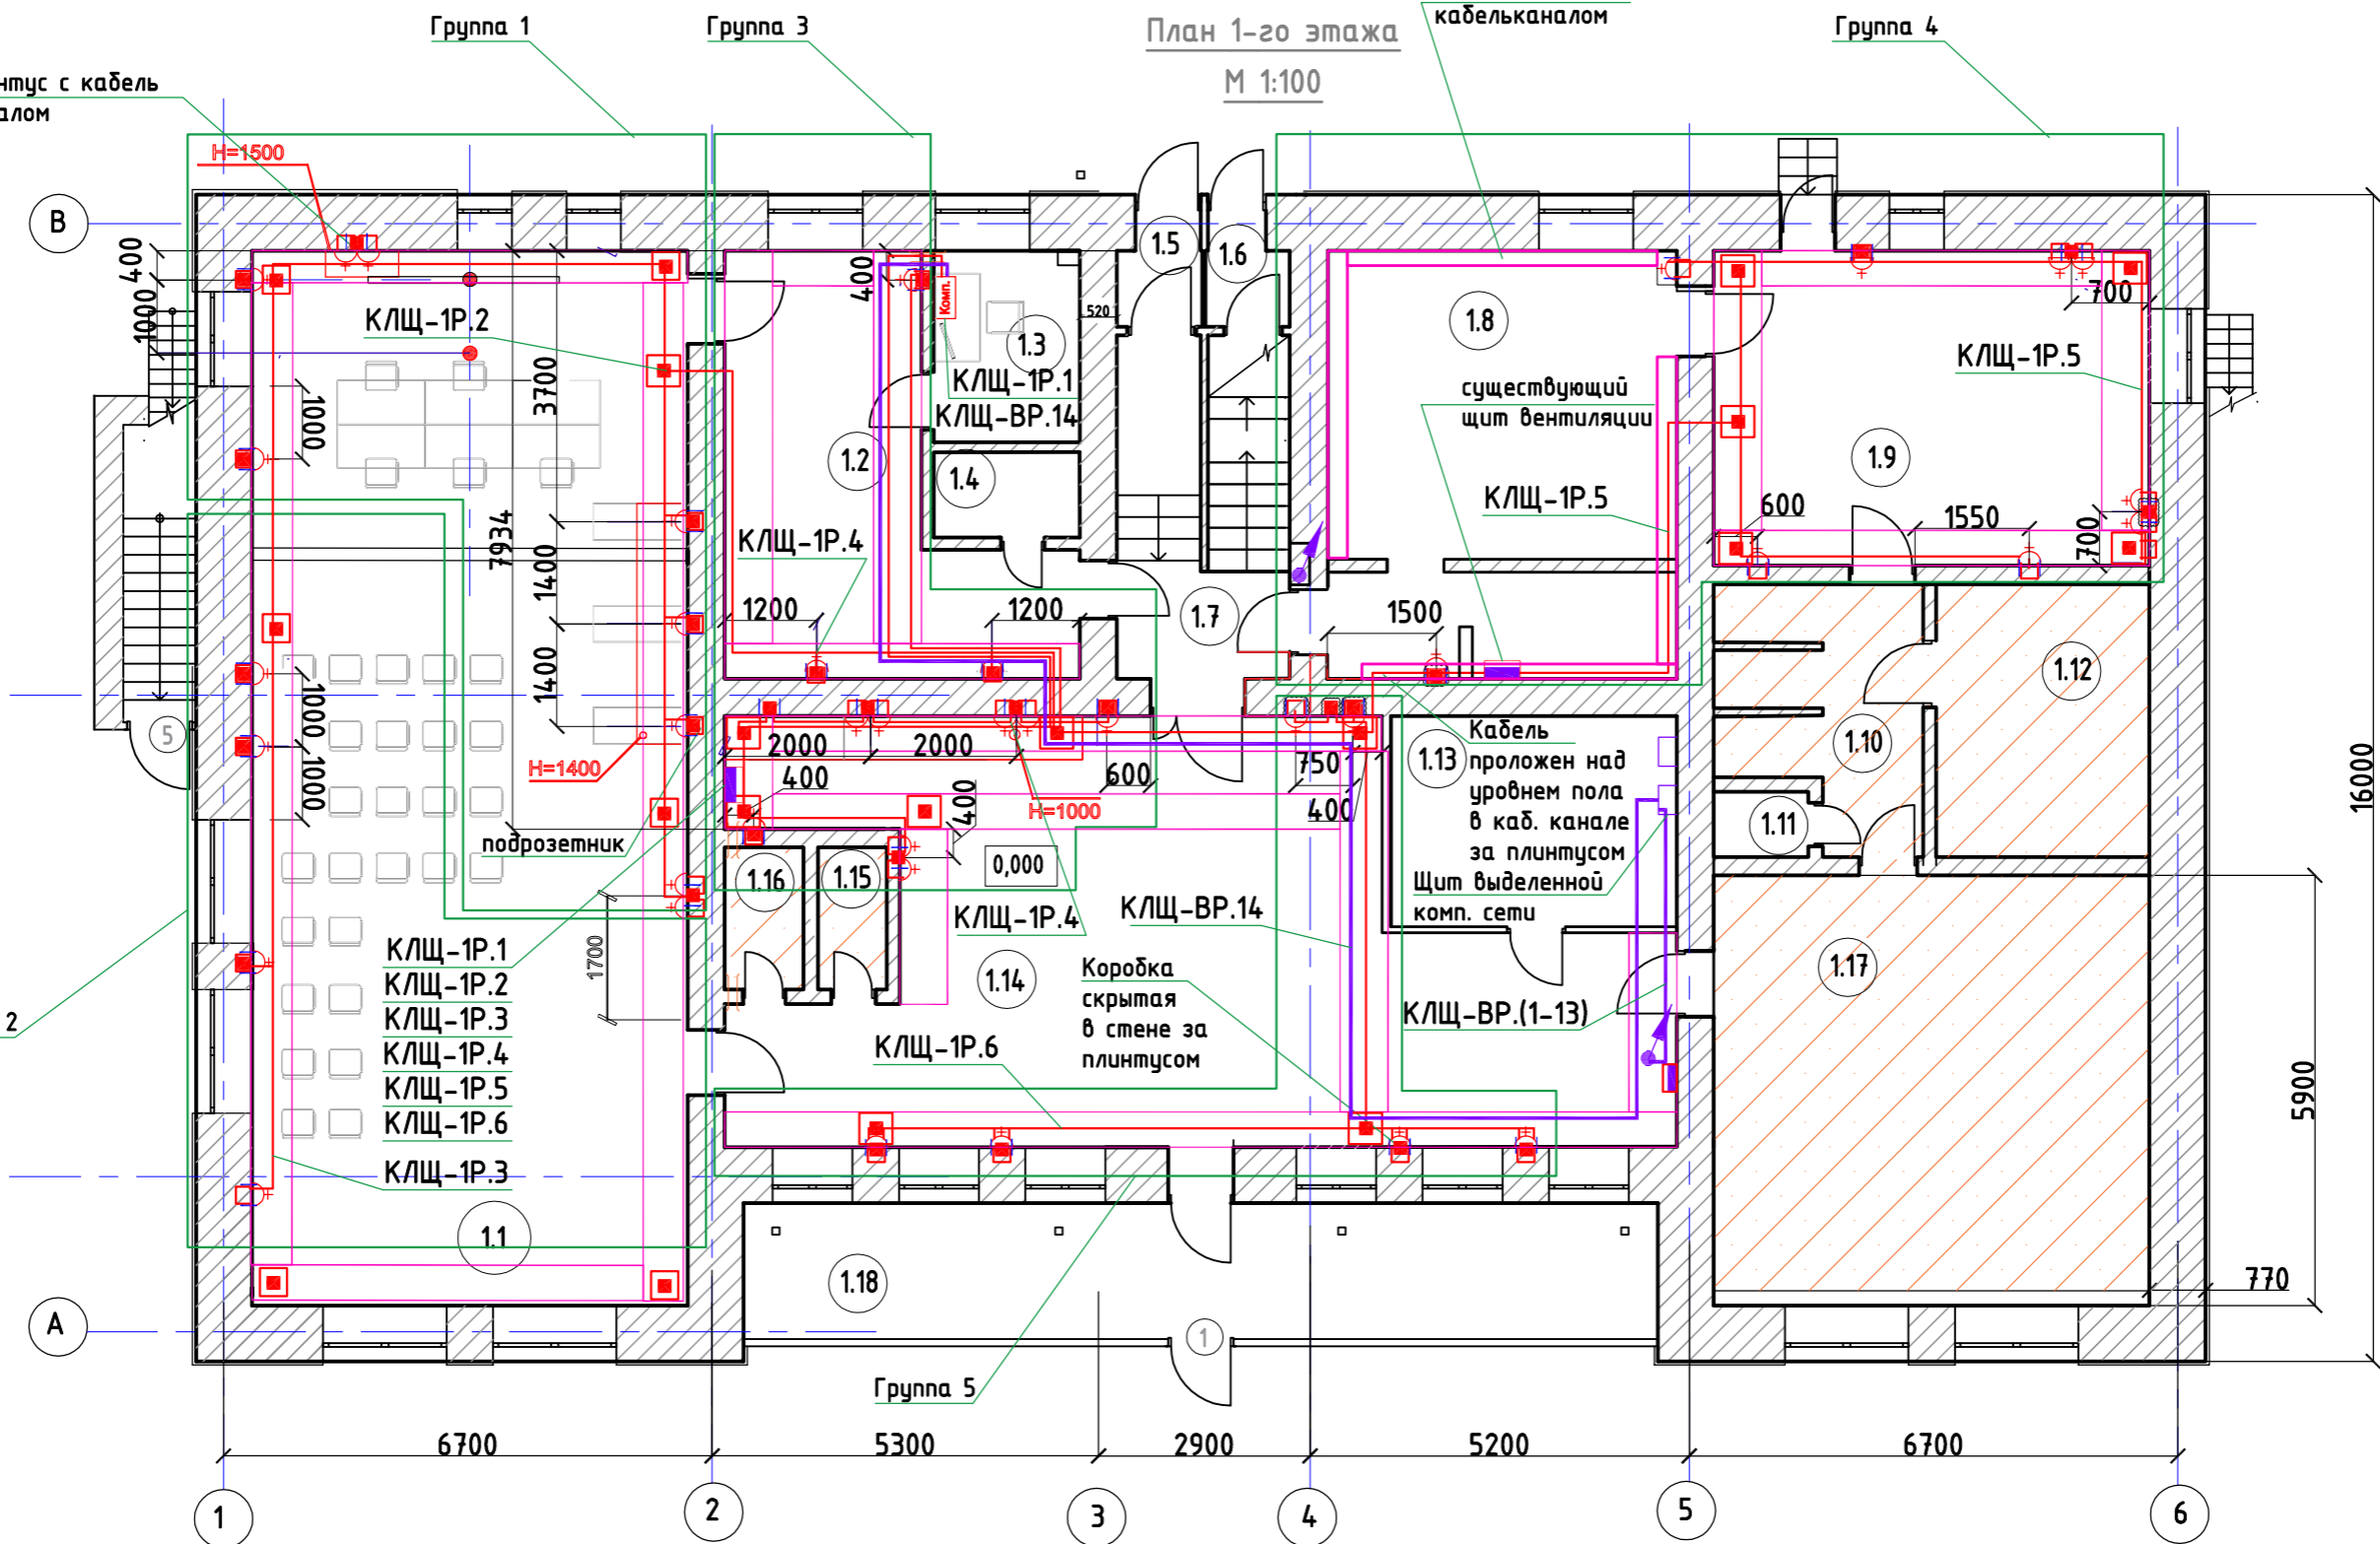 Группа 1
Группа 3
План 1-го этажа
М 1:100
кабельканалом
Группа 4
нтус с кабель
алом
H=1500
В
400
1000
1000
КЛЩ-1Р.2
3700
400
Комп.
1.3
520
КЛЩ-1Р.1
КЛЩ-ВР.14
1.5
1.6
1.8
700
КЛЩ-1Р.5
существующий
щит вентиляции
1.2
1.4
1.9
КЛЩ-1Р.5
600
1550
700
7934
1400
1400
КЛЩ-1Р.4
1200
1200
1.7
1500
1.12
1000
1000
5
H=1400
2000
2000
400
600
400
H=1000
750
400
1.13
Кабель
проложен над
уровнем пола
в каб. канале
за плинтусом
1.10
1.11
16000
подрозетник
1.16
1.15
0,000
КЛЩ-1Р.4
КЛЩ-ВР.14
Щит выделенной
комп. сети
1700
КЛЩ-1Р.1
КЛЩ-1Р.2
КЛЩ-1Р.3
КЛЩ-1Р.4
КЛЩ-1Р.5
КЛЩ-1Р.6
КЛЩ-1Р.3
2
1.14
Коробка
скрытая
в стене за
плинтусом
КЛЩ-ВР.(1-13)
1.17
КЛЩ-1Р.6
5900
1.1
1.18
770
А
1
Группа 5
6700
5300
2900
5200
6700
1
2
3
4
5
6